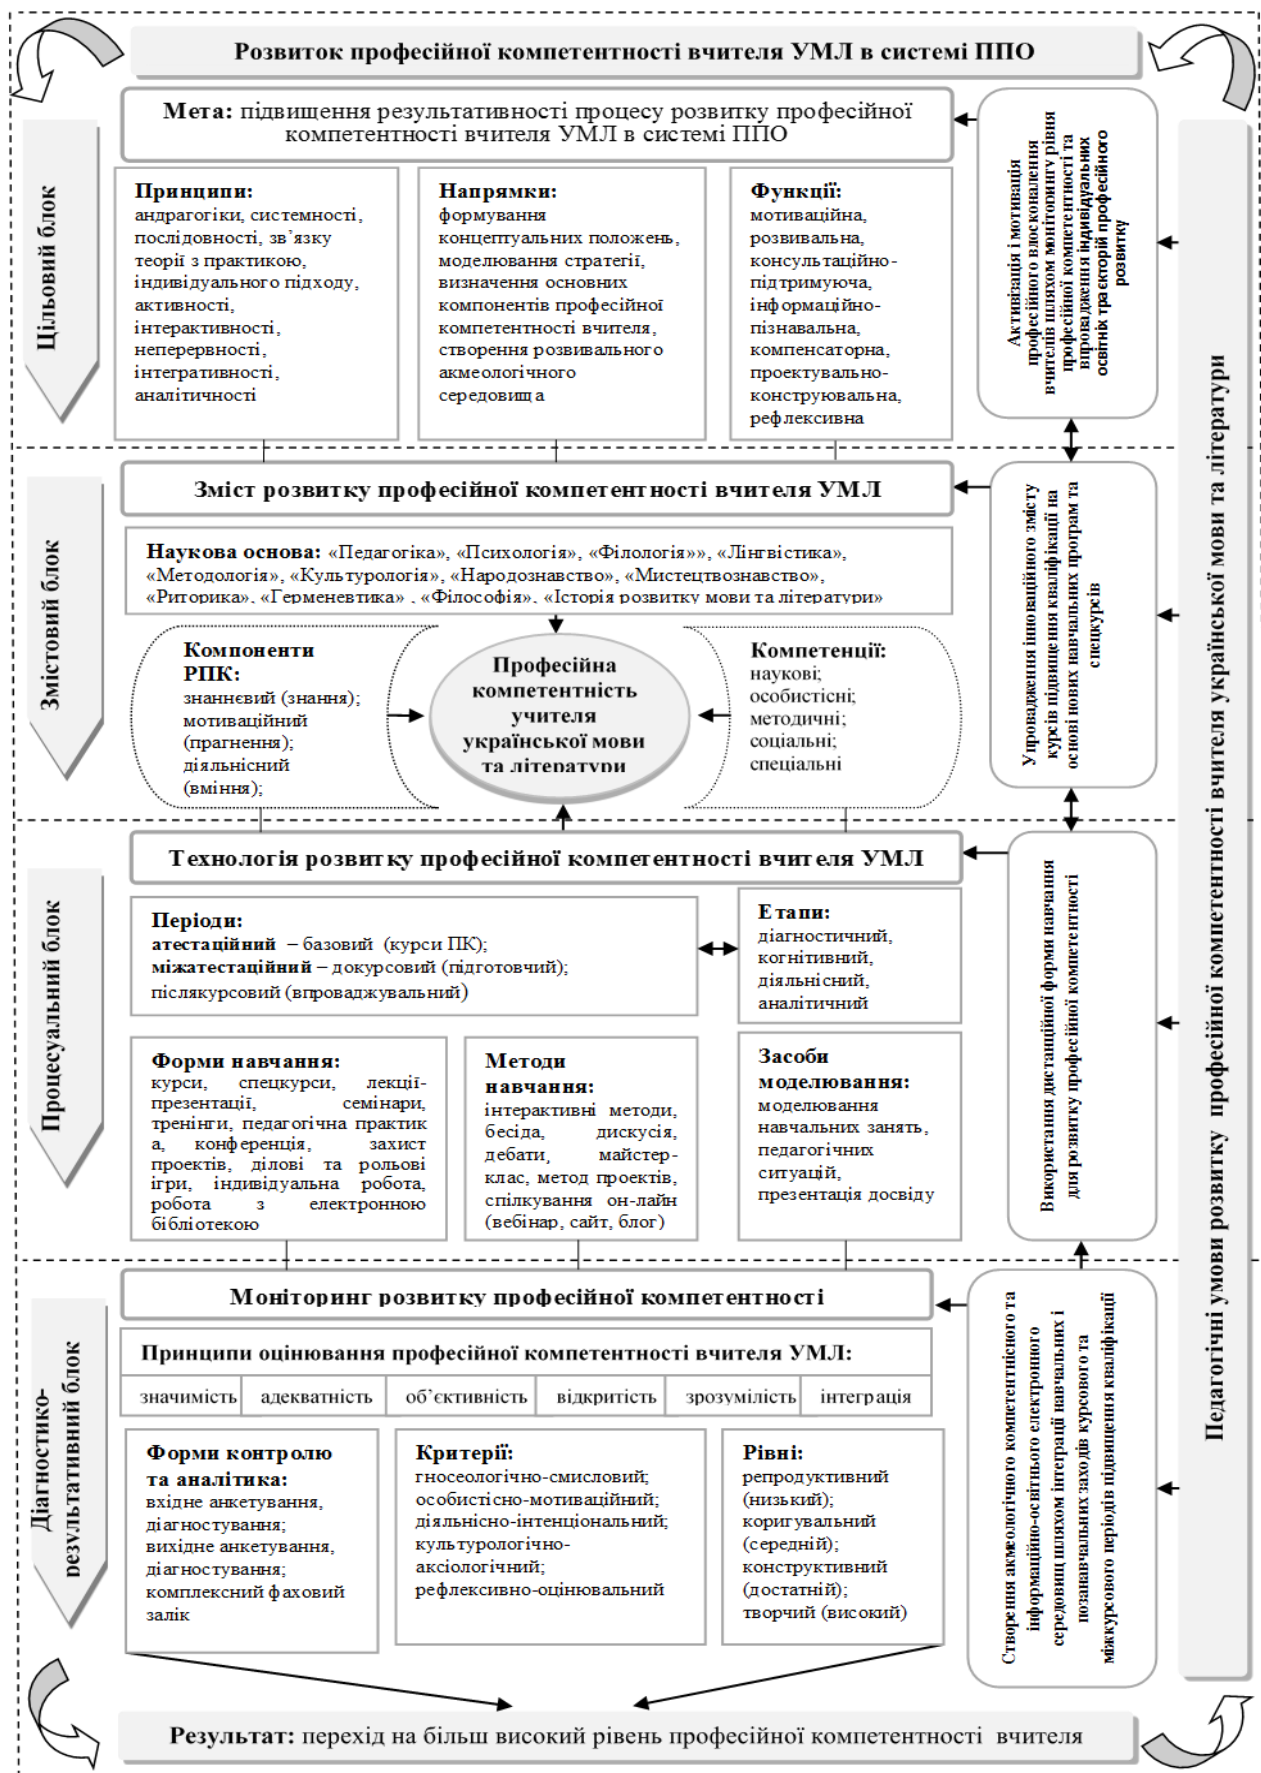 Розвиток професійної компетентності вчителя УМЛ в системі ППО
Цільовий блок
Мета: підвищення результативності процесу розвитку професійної
компетентності вчителя УМЛ в системі ППО
Принципи:
андрагогіки, системності,
послідовності, зв’язку
теорії з практикою,
індивідуального підходу,
активності,
інтерактивності,
неперервності,
інтегративності,
аналітичності
Напрямки:
формування
концептуальних положень,
моделювання стратегії,
визначення основних
компонентів професійної
компетентності вчителя,
створення розвивального
акмеологічного
середовища
Функції:
мотиваційна,
розвивальна,
консультаційно-
підтримуюча,
інформаційно-
пізнавальна,
компенсаторна,
проектувально-
конструювальна,
рефлексивна
Активізація і мотивація
професійного вдосконалення
вчителів шляхом моніторингу рівня
професійної компетентності та
впровадження індивідуальних
освітніх траєкторій професійного
розвитку
Педагогічні умови розвитку професійної компетентності вчителя української мови та літератури
Змістовий блок
Зміст розвитку професійної компетентності вчителя УМЛ
Наукова основа: «Педагогіка», «Психологія», «Філологія»», «Лінгвістика»,
«Методологія», «Культурологія», «Народознавство», «Мистецтвознавство»,
«Риторика», «Герменевтика» , «Філософія», «Історія розвитку мови та літератури»
Компоненти
РПК:
знаннєвий (знання);
мотиваційний
(прагнення);
діяльнісний
(вміння);
Професійна
компетентність
учителя
української мови
та літератури
Компетенції:
наукові;
особистісні;
методичні;
соціальні;
спеціальні
Упровадження інноваційного змісту
курсів підвищення кваліфікації на
основі нових навчальних програм та
спецкурсів
Процесуальний блок
Технологія розвитку професійної компетентності вчителя УМЛ
Періоди:
атестаційний – базовий (курси ПК);
міжатестаційний – докурсовий (підготовчий);
післякурсовий (впроваджувальний)
Етапи:
діагностичний,
когнітивний,
діяльнісний,
аналітичний
Форми навчання:
курси, спецкурси, лекції-
презентації, семінари,
тренінги, педагогічна практик
а, конференція, захист
проектів, ділові та рольові
ігри, індивідуальна робота,
робота з електронною
бібліотекою
Методи
навчання:
інтерактивні методи,
бесіда, дискусія,
дебати, майстер-
клас, метод проектів,
спілкування он-лайн
(вебінар, сайт, блог)
Засоби
моделювання:
моделювання
навчальних занять,
педагогічних
ситуацій,
презентація досвіду
Використання дистанційної форми навчання
для розвитку професійної компетентності
Діагностико-
результативний блок
Моніторинг розвитку професійної компетентності
Принципи оцінювання професійної компетентності вчителя УМЛ:
значимість адекватність об’єктивність відкритість зрозумілість інтеграція
Форми контролю
та аналітика:
вхідне анкетування,
діагностування;
вихідне анкетування,
діагностування;
комплексний фаховий
залік
Критерії:
гносеологічно-смисловий;
особистісно-мотиваційний;
діяльнісно-інтенціональний;
культурологічно-
аксіологічний;
рефлексивно-оцінювальний
Рівні:
репродуктивний
(низький);
коригувальний
(середній);
конструктивний
(достатній);
творчий (високий)
Створення акмеологічного компетентнісного та
інформаційно-освітнього електронного
середовищ шляхом інтеграції навчальних і
позанавчальних заходів курсового та
міжкурсового періодів підвищення кваліфікації
Результат: перехід на більш високий рівень професійної компетентності вчителя